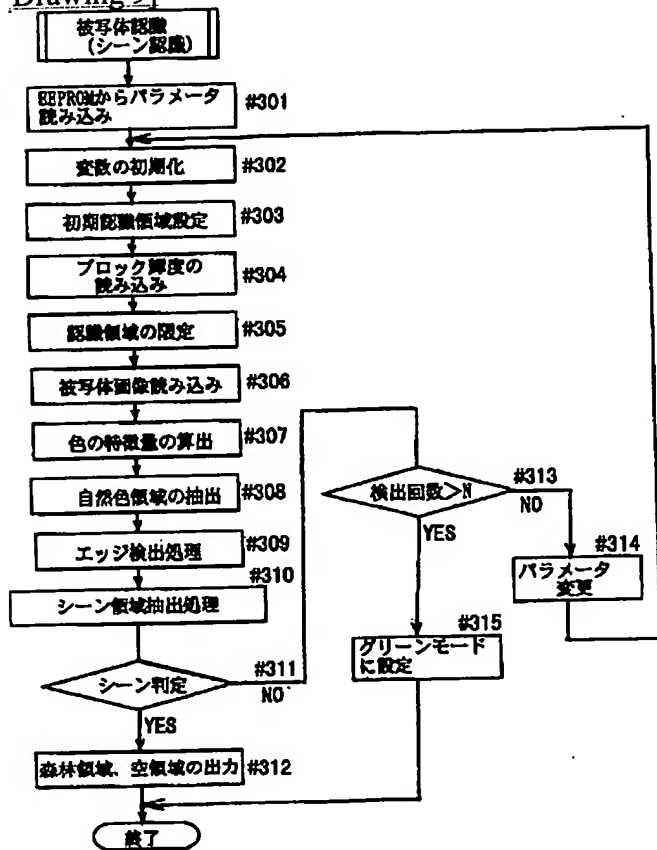 Drawing 9]
被写体認識
(シーン認識)
EEPROMからパラメータ
読み込み
#301
変数の初期化
#302
初期認識領域設定
#303
ブロック輝度の
読み込み
#304
認識領域の限定
#305
被写体画像読み込み
#306
色の特徴量の算出
#307
自然色領域の抽出
#308
エッジ検出処理
#309
#310
シーン領域抽出処理
シーン判定
#311
NO
YES
森林領域、空領域の出力
#312
終了
検出回数>N
#313
NO
YES
#314
パラメータ
変更
#315
グリーンモード
に設定